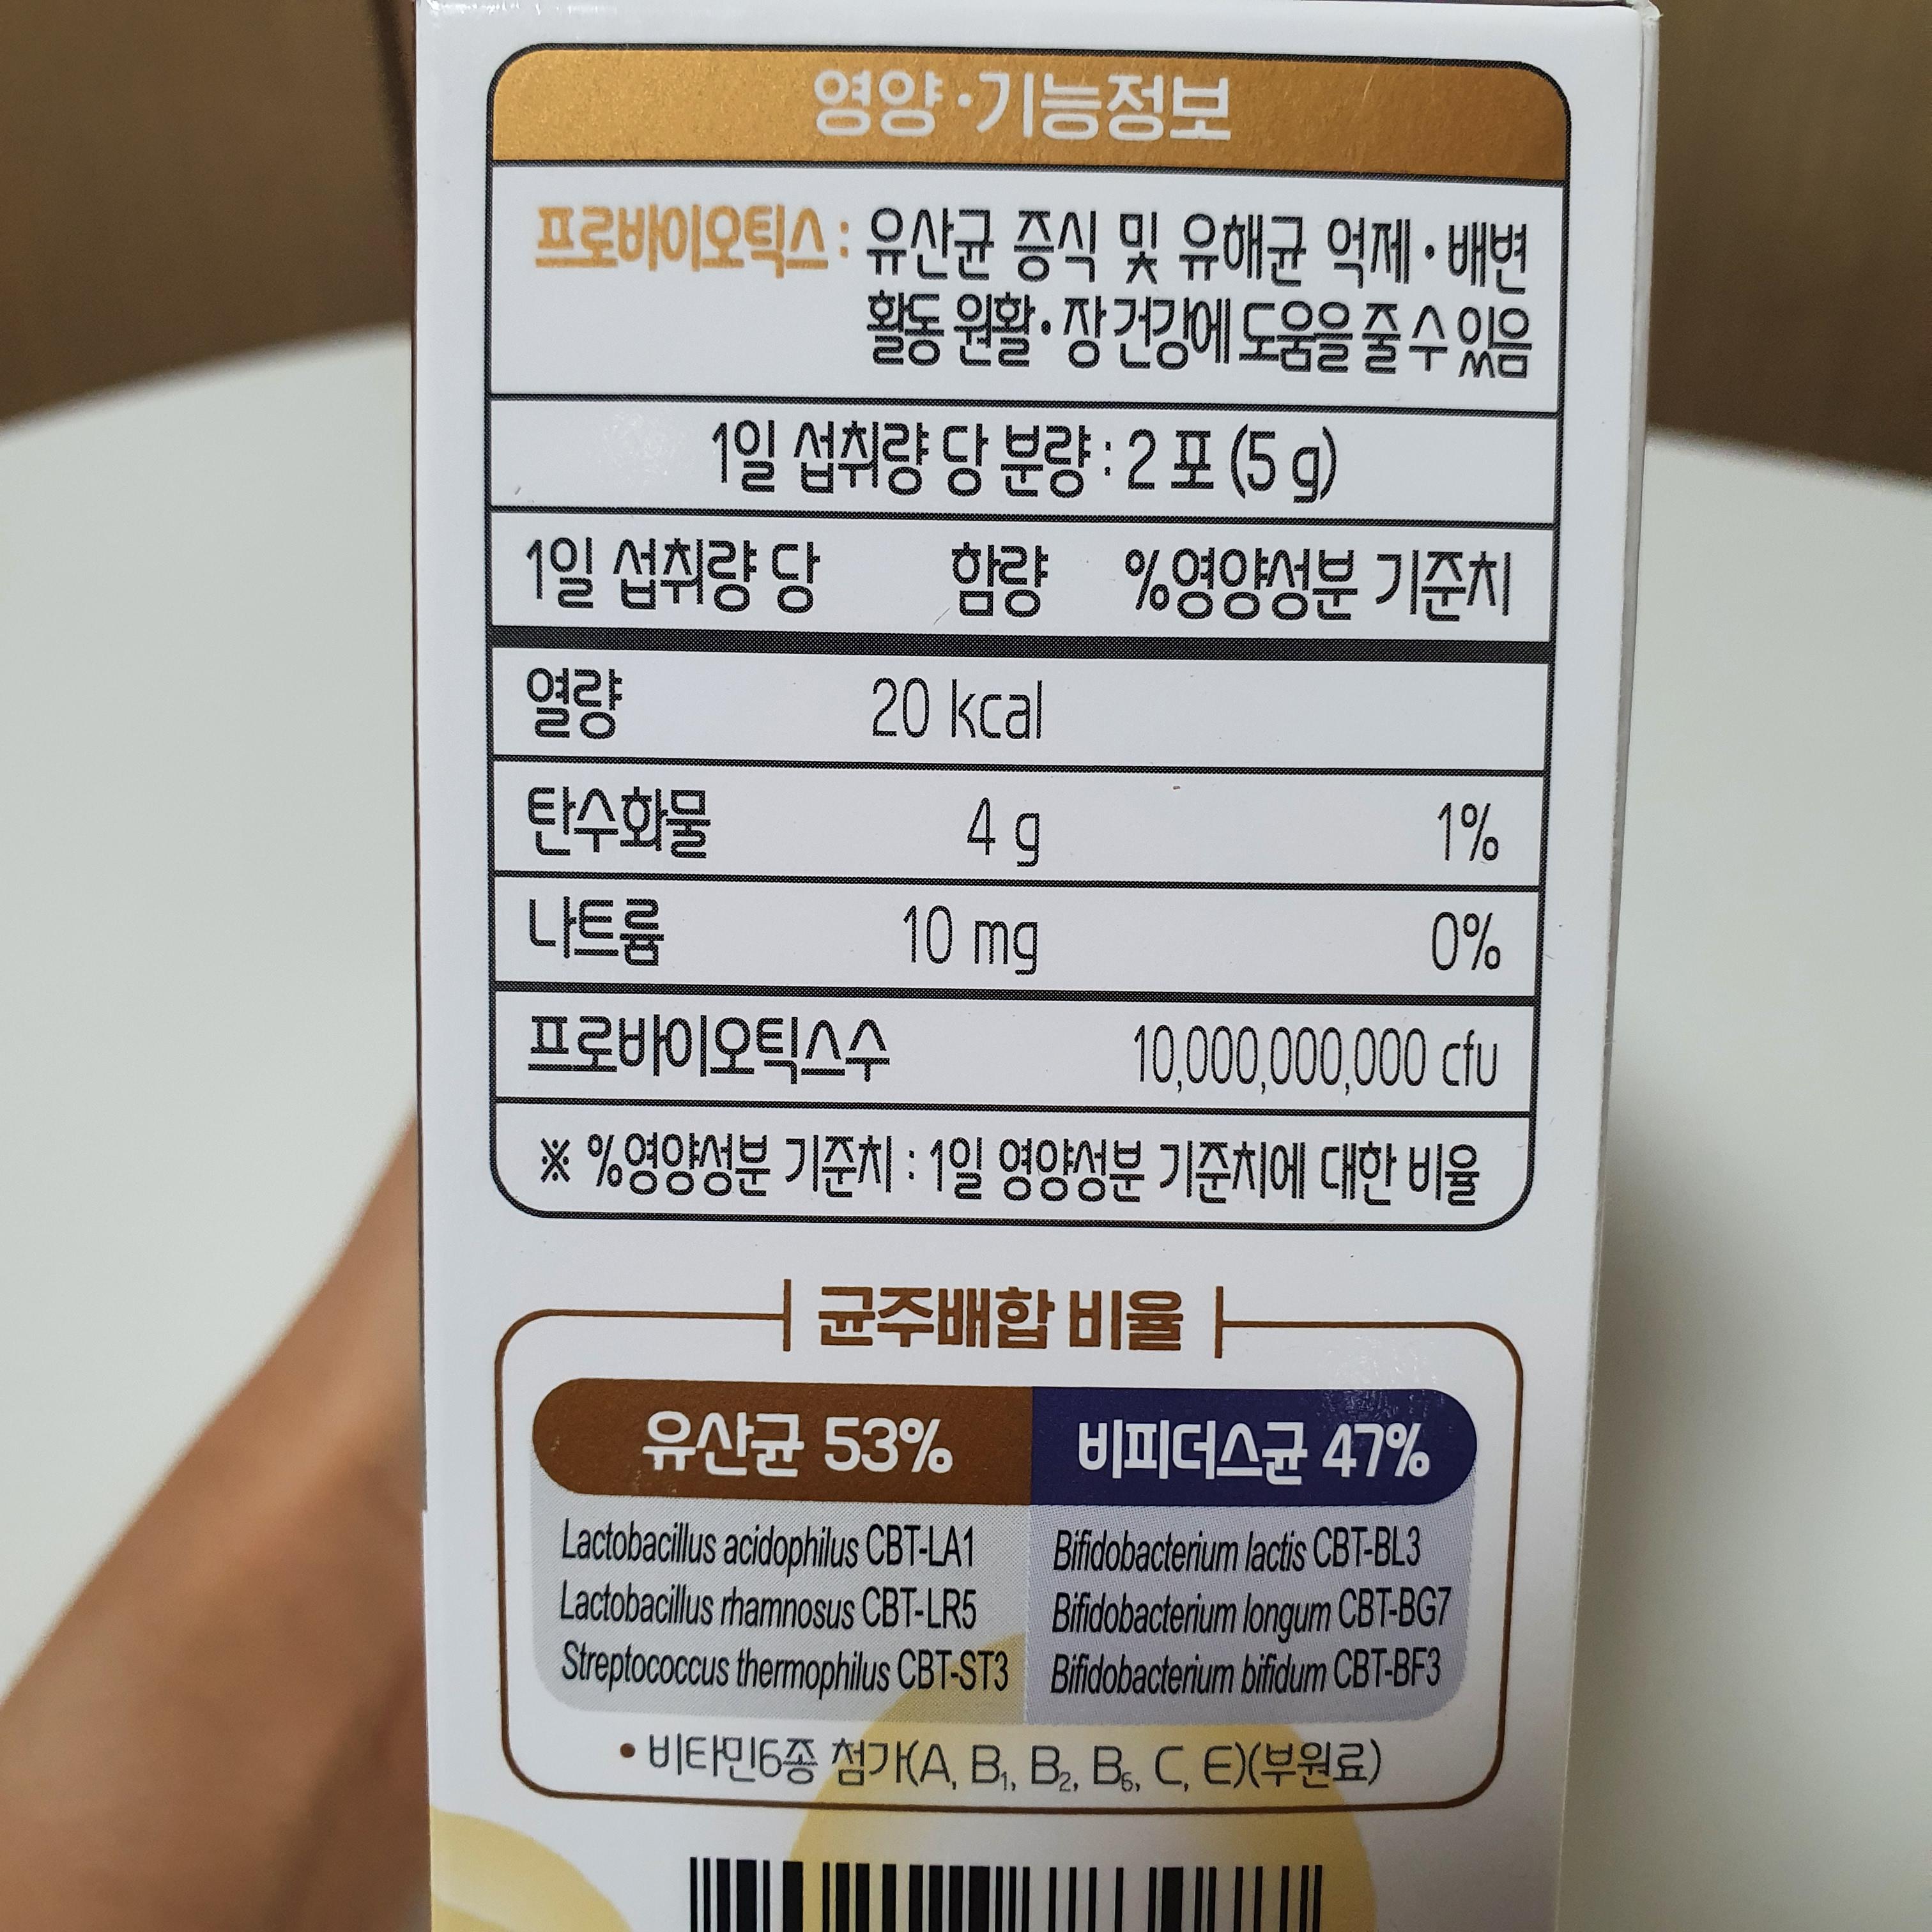 영양·기능정보
프로바이오틱스 : 유산균 증식 및 유해균 억제·배변
활동 원활·장 건강에 도움을 줄 수 있음
1일 섭취량 당 분량 : 2 포 (5 g)
1일 섭취량 당 함량 %영양성분 기준치
열량 20 kcal
탄수화물 4 g 1%
나트륨 10 mg 0%
프로바이오틱스수 10,000,000,000 cfu
※ %영양성분 기준치 : 1일 영양성분 기준치에 대한 비율
균주배합 비율
유산균 53% 비피더스균 47%
Lactobacillus acidophilus CBT-LA1 Bifidobacterium lactis CBT-BL3
Lactobacillus rhamnosus CBT-LR5 Bifidobacterium longum CBT-BG7
Streptococcus thermophilus CBT-ST3 Bifidobacterium bifidum CBT-BF3
• 비타민6종 첨가(A, B₁, B₂, B₆, C, E)(부원료)